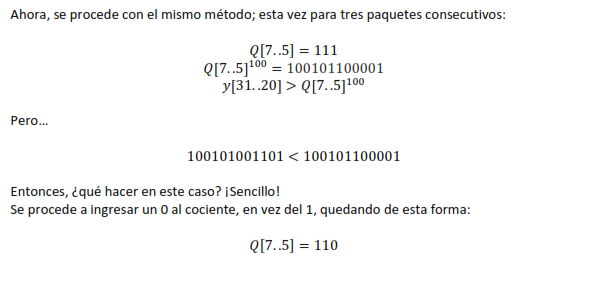 Ahora, se procede con el mismo método; esta vez para tres paquetes consecutivos:
Q[7..5] = 111
Q[7..5]¹⁰⁰ = 100101100001
y[31..20] > Q[7..5]¹⁰⁰
Pero...
100101001101 < 100101100001
Entonces, ¿qué hacer en este caso? ¡Sencillo!
Se procede a ingresar un 0 al cociente, en vez del 1, quedando de esta forma:
Q[7..5] = 110